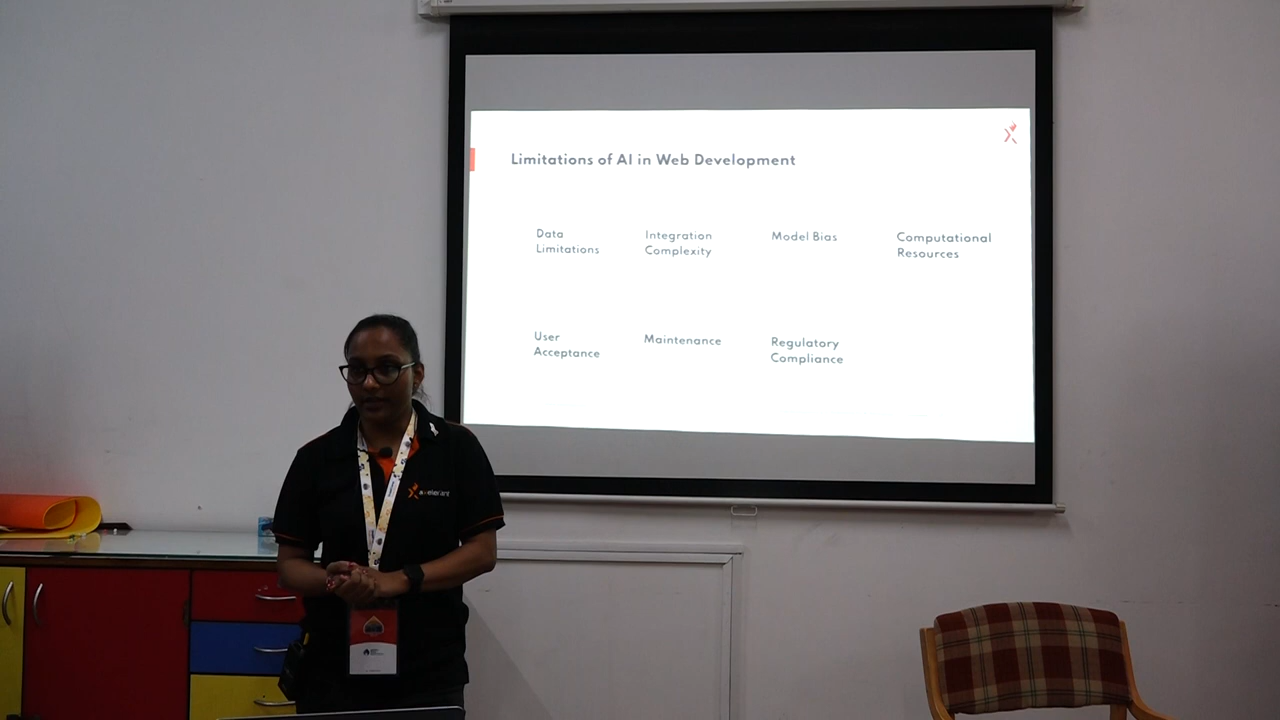 Limitations of AI in Web Development
Data
Limitations
Integration
Complexity
Model Bias
Computational
Resources
User
Acceptance
Maintenance
Regulatory
Compliance
axelerant